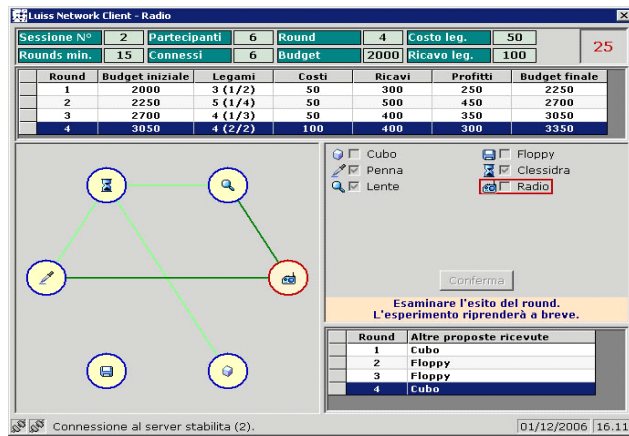 Luiss Network Client - Radio
Sessione N° 2 Partecipanti 6 Round 4 Costo leg. 50
25
Rounds min. 15 Connessi 6 Budget 2000 Ricavo leg. 100
Round Budget iniziale Legami Costi Ricavi Profitti Budget finale
1 2000 3 (1/2) 50 300 250 2250
2 2250 5 (1/4) 50 500 450 2700
3 2700 4 (1/3) 50 400 350 3050
4 3050 4 (2/2) 100 400 300 3350
Cubo Floppy
Penna Clessidra
Lente Radio
Conferma
Esaminare l'esito del round.
L'esperimento riprenderà a breve.
Round Altre proposte ricevute
1 Cubo
2 Floppy
3 Floppy
4 Cubo
Connessione al server stabilita (2). 01/12/2006 16.11